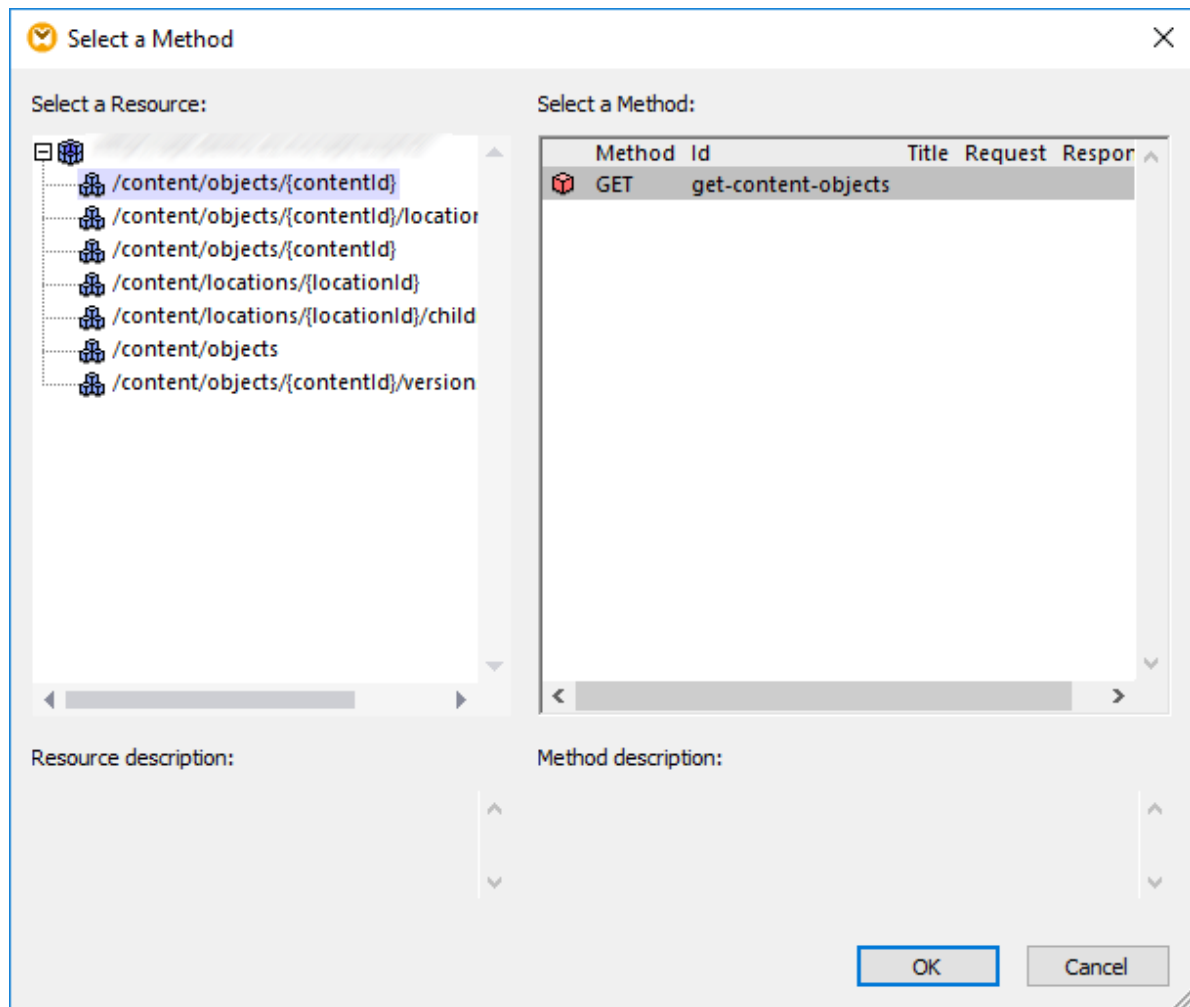 Select a Method
Select a Resource:
Select a Method:
/content/objects/{contentId}
/content/objects/{contentId}/location
/content/objects/{contentId}
/content/locations/{locationId}
/content/locations/{locationId}/child
/content/objects
/content/objects/{contentId}/version
Method Id Title Request Respon
GET get-content-objects
Resource description:
Method description:
OK Cancel